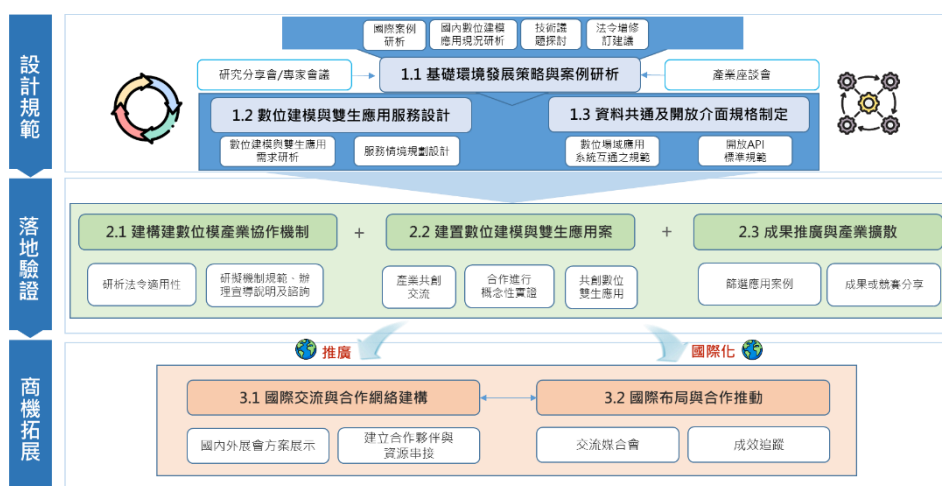 設計規範
國際案例
研析
國內數位建模
應用現況研析
技術議
題探討
法令增修
訂建議
研究分享會/專家會議
1.1 基礎環境發展策略與案例研析
產業座談會
1.2 數位建模與雙生應用服務設計
1.3 資料共通及開放介面規格制定
數位建模與雙生應用
需求研析
服務情境規劃設計
數位場域應用
系統互通之規範
開放API
標準規範
落地驗證
2.1 建構建數位模產業協作機制
+
2.2 建置數位建模與雙生應用案
+
2.3 成果推廣與產業擴散
研析法令適用性
研擬機制規範、辦
理宣導說明及諮詢
產業共創
交流
合作進行
概念性實證
共創數位
雙生應用
篩選應用案例
成果或競賽分享
商機拓展
推廣
國際化
3.1 國際交流與合作網絡建構
3.2 國際布局與合作推動
國內外展會方案展示
建立合作夥伴與
資源串接
交流媒合會
成效追蹤